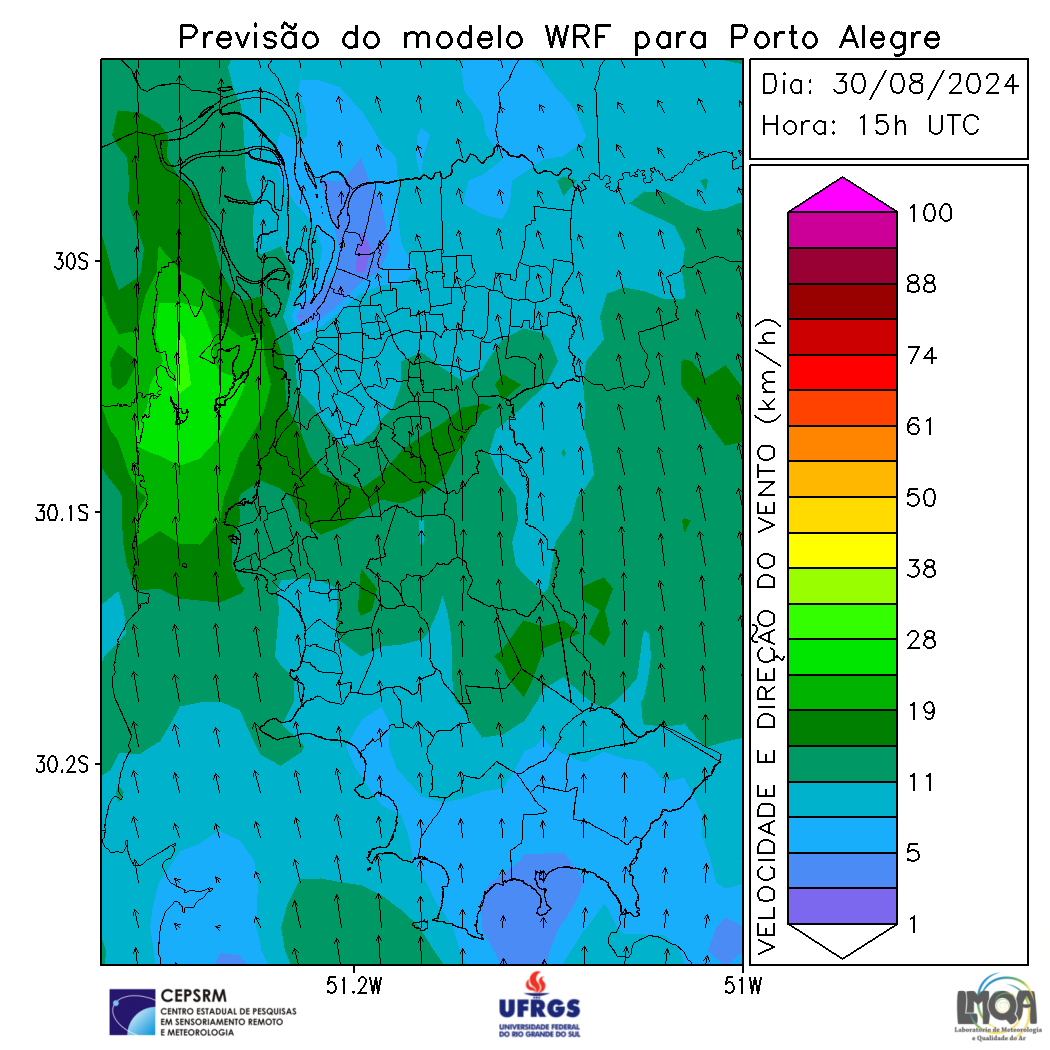 Previsão do modelo WRF para Porto Alegre
Dia: 30/08/2024
Hora: 15h UTC
30S
30.1S
30.2S
51.2W
51W
VELOCIDADE E DIREÇÃO DO VENTO (km/h)
100
88
74
61
50
38
28
19
11
5
1
CEPSRM
CENTRO ESTADUAL DE PESQUISAS
EM SENSORIAMENTO REMOTO
E METEOROLOGIA
UFRGS
UNIVERSIDADE FEDERAL
DO RIO GRANDE DO SUL
LMQA
Laboratório de Meteorologia
e Qualidade do Ar